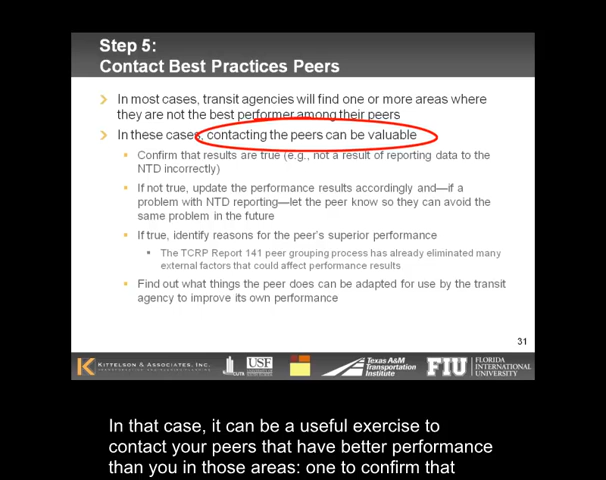 Step 5:
Contact Best Practices Peers
In most cases, transit agencies will find one or more areas where
they are not the best performer among their peers
In these cases, contacting the peers can be valuable
Confirm that results are true (e.g., not a result of reporting data to the
NTD incorrectly)
If not true, update the performance results accordingly and—if a
problem with NTD reporting—let the peer know so they can avoid the
same problem in the future
If true, identify reasons for the peer's superior performance
The TCRP Report 141 peer grouping process has already eliminated many
external factors that could affect performance results
Find out what things the peer does can be adapted for use by the transit
agency to improve its own performance
31
KITTELSON & ASSOCIATES, INC.
CUTR
USF
Texas A&M
Transportation
Institute
FIU
FLORIDA
INTERNATIONAL
UNIVERSITY
In that case, it can be a useful exercise to
contact your peers that have better performance
than you in those areas: one to confirm that